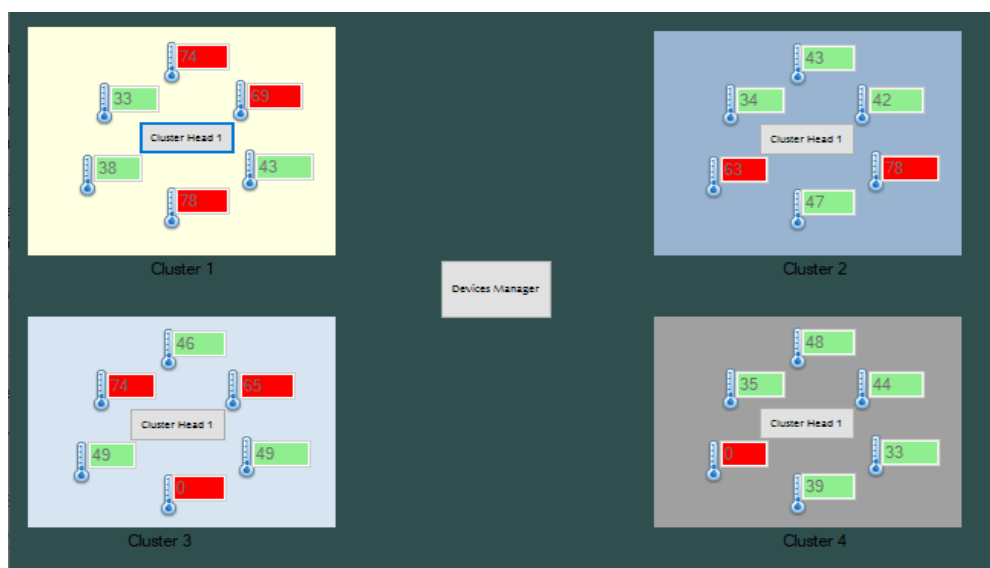 74
33
69
Cluster Head 1
38
43
78
Cluster 1
43
34
42
Cluster Head 1
63
78
47
Cluster 2
Devices Manager
46
74
65
Cluster Head 1
49
49
0
Cluster 3
48
35
44
Cluster Head 1
0
33
39
Cluster 4